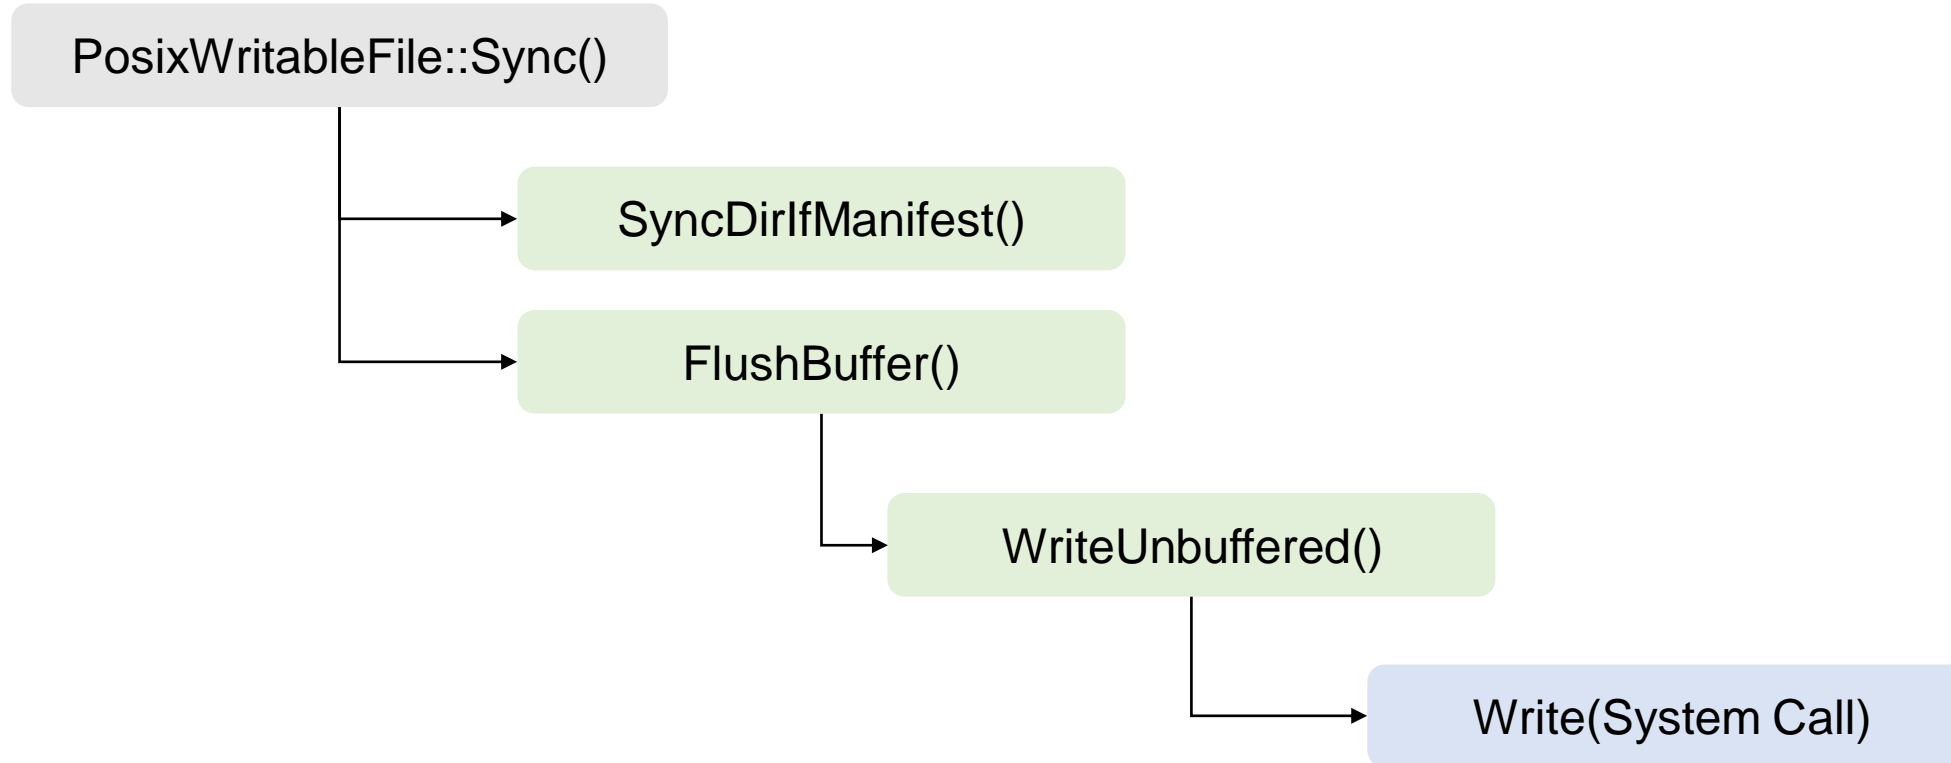 PosixWritableFile::Sync()
SyncDirIfManifest()
FlushBuffer()
WriteUnbuffered()
Write(System Call)